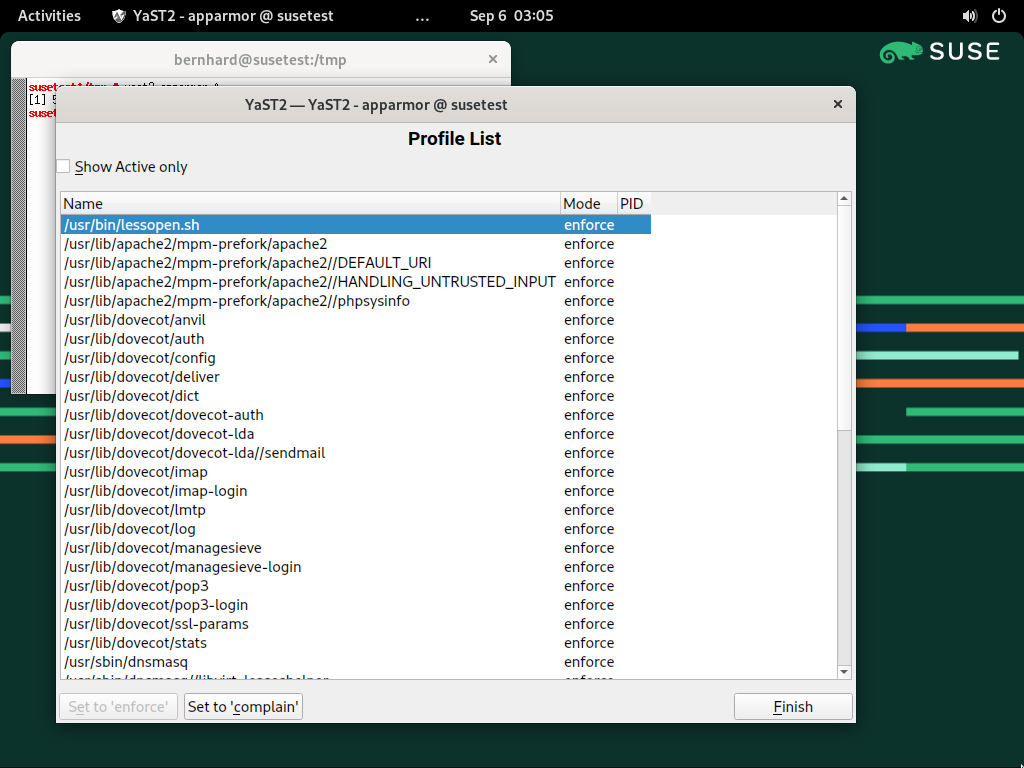 Activities YaST2 - apparmor @ susetest ... Sep 6 03:05
SUSE
bernhard@susetest:/tmp
[1]
YaST2 — YaST2 - apparmor @ susetest
Profile List
Show Active only
Name Mode PID
/usr/bin/lessopen.sh enforce
/usr/lib/apache2/mpm-prefork/apache2 enforce
/usr/lib/apache2/mpm-prefork/apache2//DEFAULT_URI enforce
/usr/lib/apache2/mpm-prefork/apache2//HANDLING_UNTRUSTED_INPUT enforce
/usr/lib/apache2/mpm-prefork/apache2//phpsysinfo enforce
/usr/lib/dovecot/anvil enforce
/usr/lib/dovecot/auth enforce
/usr/lib/dovecot/config enforce
/usr/lib/dovecot/deliver enforce
/usr/lib/dovecot/dict enforce
/usr/lib/dovecot/dovecot-auth enforce
/usr/lib/dovecot/dovecot-lda enforce
/usr/lib/dovecot/dovecot-lda//sendmail enforce
/usr/lib/dovecot/imap enforce
/usr/lib/dovecot/imap-login enforce
/usr/lib/dovecot/lmtp enforce
/usr/lib/dovecot/log enforce
/usr/lib/dovecot/managesieve enforce
/usr/lib/dovecot/managesieve-login enforce
/usr/lib/dovecot/pop3 enforce
/usr/lib/dovecot/pop3-login enforce
/usr/lib/dovecot/ssl-params enforce
/usr/lib/dovecot/stats enforce
/usr/sbin/dnsmasq enforce
Set to 'enforce' Set to 'complain' Finish